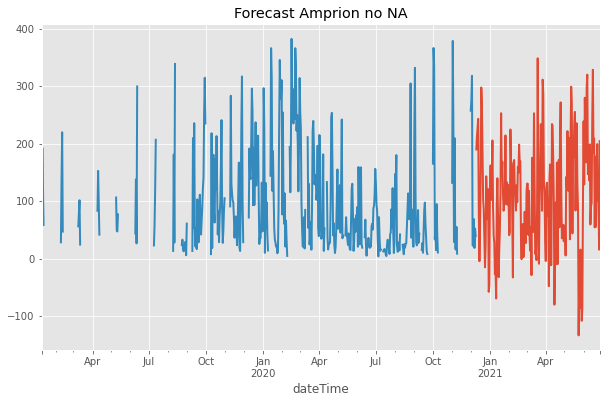 Forecast Amprion no NA
400
300
200
100
0
−100
Apr
Jul
Oct
Jan
2020
Apr
Jul
Oct
Jan
2021
Apr
dateTime